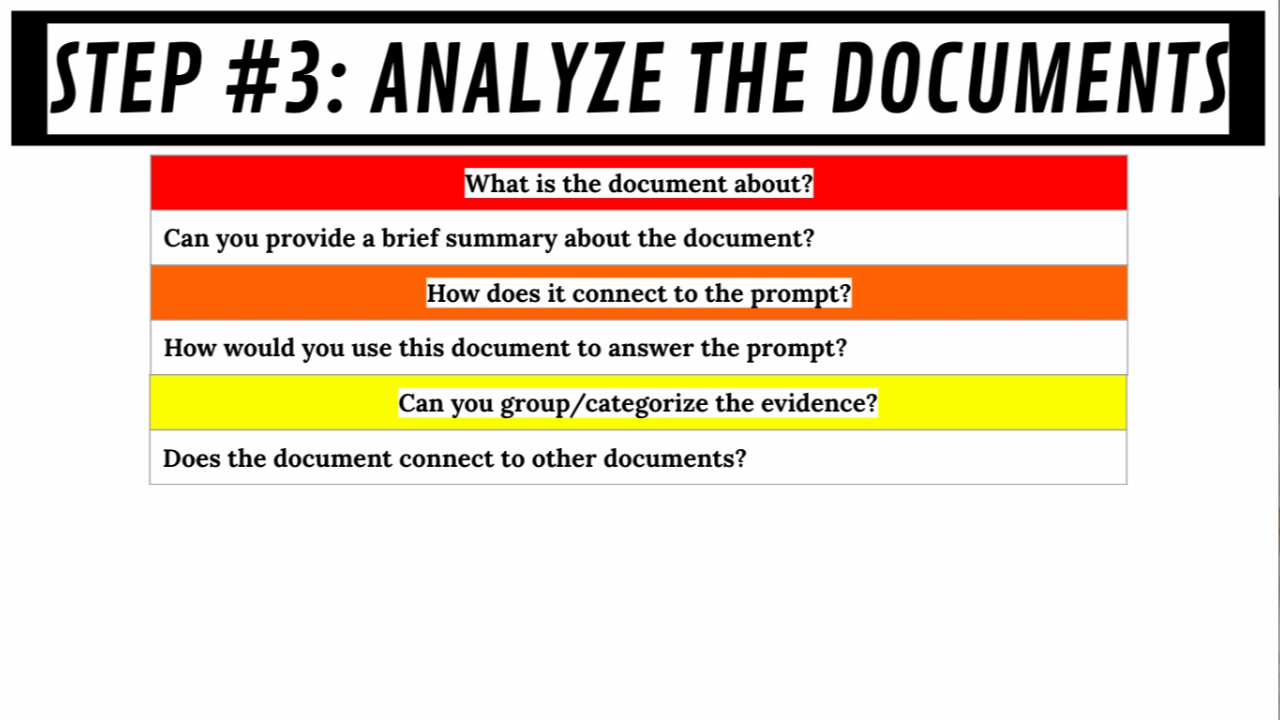 STEP #3: ANALYZE THE DOCUMENTS
What is the document about?
Can you provide a brief summary about the document?
How does it connect to the prompt?
How would you use this document to answer the prompt?
Can you group/categorize the evidence?
Does the document connect to other documents?